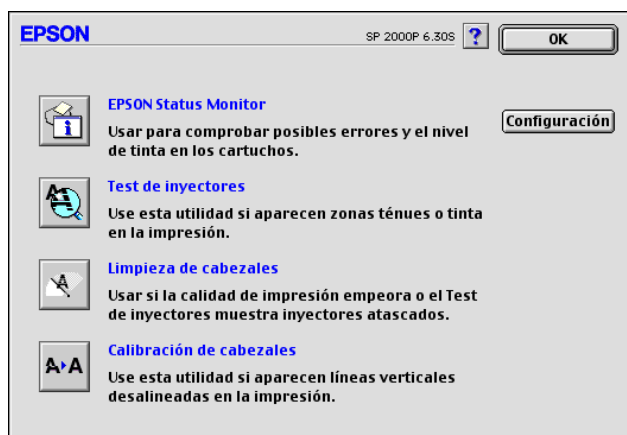 EPSON
SP 2000P 6.30S
?
OK
EPSON Status Monitor
Usar para comprobar posibles errores y el nivel
de tinta en los cartuchos.
Configuración
Test de inyectores
Use esta utilidad si aparecen zonas ténues o tinta
en la impresión.
Limpieza de cabezales
Usar si la calidad de impresión empeora o el Test
de inyectores muestra inyectores atascados.
A▸A
Calibración de cabezales
Use esta utilidad si aparecen líneas verticales
desalineadas en la impresión.